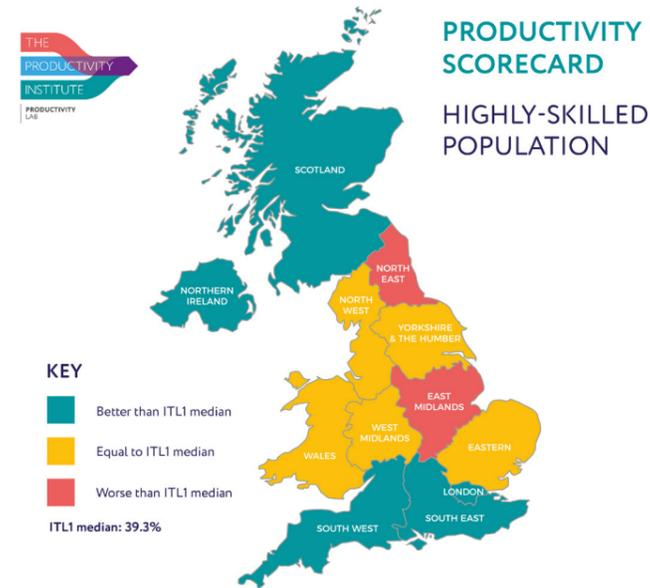 THE
PRODUCTIVITY
INSTITUTE
PRODUCTIVITY
LAB
PRODUCTIVITY
SCORECARD
HIGHLY-SKILLED
POPULATION
SCOTLAND
NORTHERN
IRELAND
NORTH
EAST
NORTH
WEST
YORKSHIRE
& THE HUMBER
EAST
MIDLANDS
WEST
MIDLANDS
WALES
EASTERN
LONDON
SOUTH EAST
SOUTH WEST
KEY
Better than ITL1 median
Equal to ITL1 median
Worse than ITL1 median
ITL1 median: 39.3%